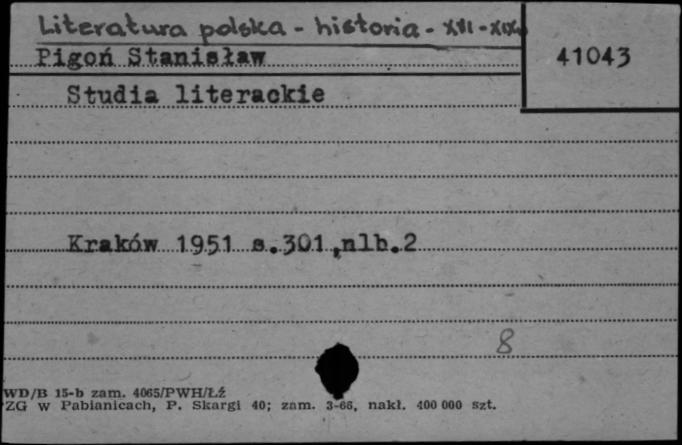 Literatura polska - historia - XVI - XIX w
Pigoń Stanisław
41043
Studia literackie
Kraków 1951 s.301,nlb.2
8
WD/B 15-b zam. 4065/PWH/Łź
PZG w Pabianicach, P. Skargi 40; zam. 3-66, nakł. 400 000 szt.